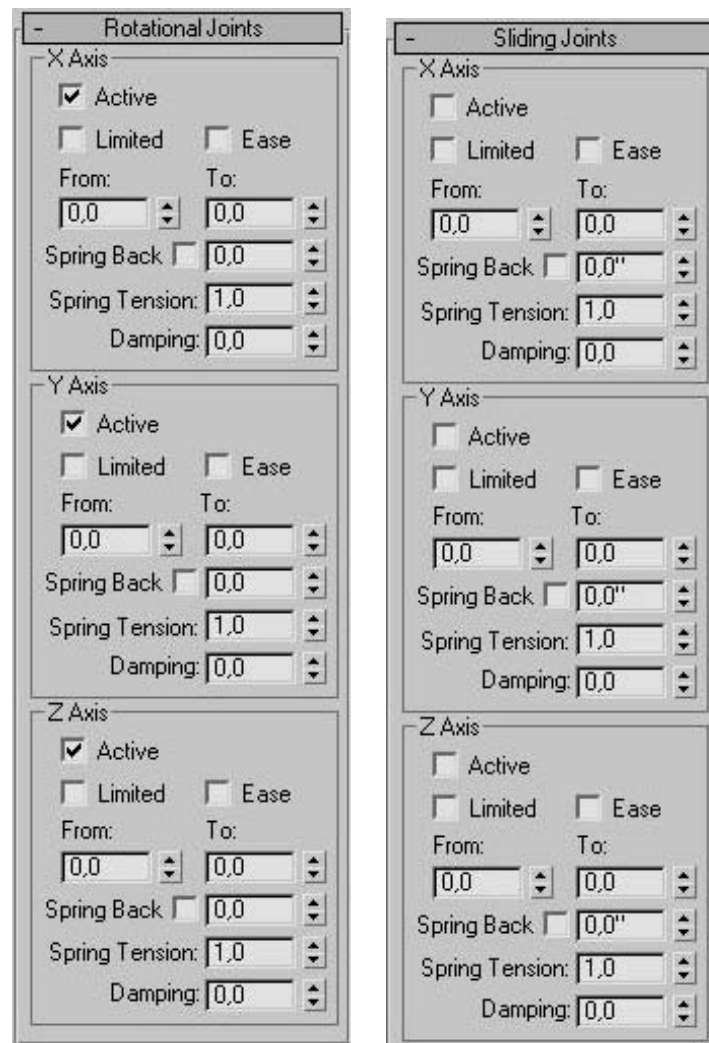 - Rotational Joints
X Axis
Active
Limited Ease
From: To:
0,0 0,0
Spring Back 0,0
Spring Tension: 1,0
Damping: 0,0
Y Axis
Active
Limited Ease
From: To:
0,0 0,0
Spring Back 0,0
Spring Tension: 1,0
Damping: 0,0
Z Axis
Active
Limited Ease
From: To:
0,0 0,0
Spring Back 0,0
Spring Tension: 1,0
Damping: 0,0
- Sliding Joints
X Axis
Active
Limited Ease
From: To:
0,0 0,0
Spring Back 0,0"
Spring Tension: 1,0
Damping: 0,0
Y Axis
Active
Limited Ease
From: To:
0,0 0,0
Spring Back 0,0"
Spring Tension: 1,0
Damping: 0,0
Z Axis
Active
Limited Ease
From: To:
0,0 0,0
Spring Back 0,0"
Spring Tension: 1,0
Damping: 0,0